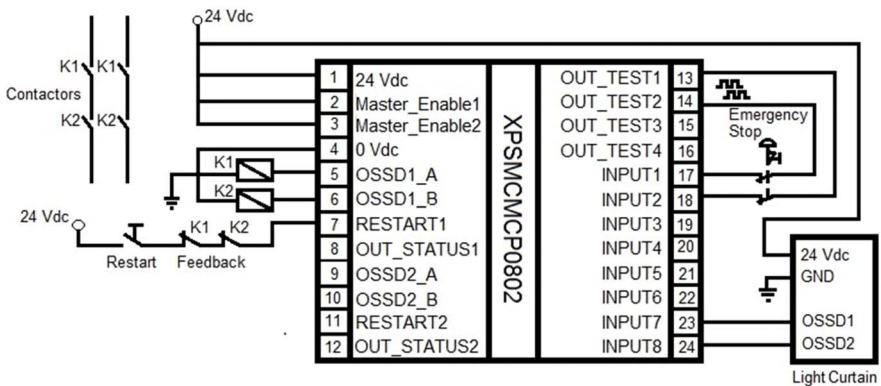 24 Vdc
K1 K1
Contactors
K2 K2
1 24 Vdc
2 Master_Enable1
3 Master_Enable2
4 0 Vdc
K1
5 OSSD1_A
K2
6 OSSD1_B
24 Vdc
7 RESTART1
K1 K2
8 OUT_STATUS1
Restart Feedback
9 OSSD2_A
10 OSSD2_B
11 RESTART2
12 OUT_STATUS2
XPSMCMCP0802
OUT_TEST1 13
OUT_TEST2 14
OUT_TEST3 15
OUT_TEST4 16
INPUT1 17
INPUT2 18
INPUT3 19
INPUT4 20
INPUT5 21
INPUT6 22
INPUT7 23
INPUT8 24
Emergency
Stop
24 Vdc
GND
OSSD1
OSSD2
Light Curtain